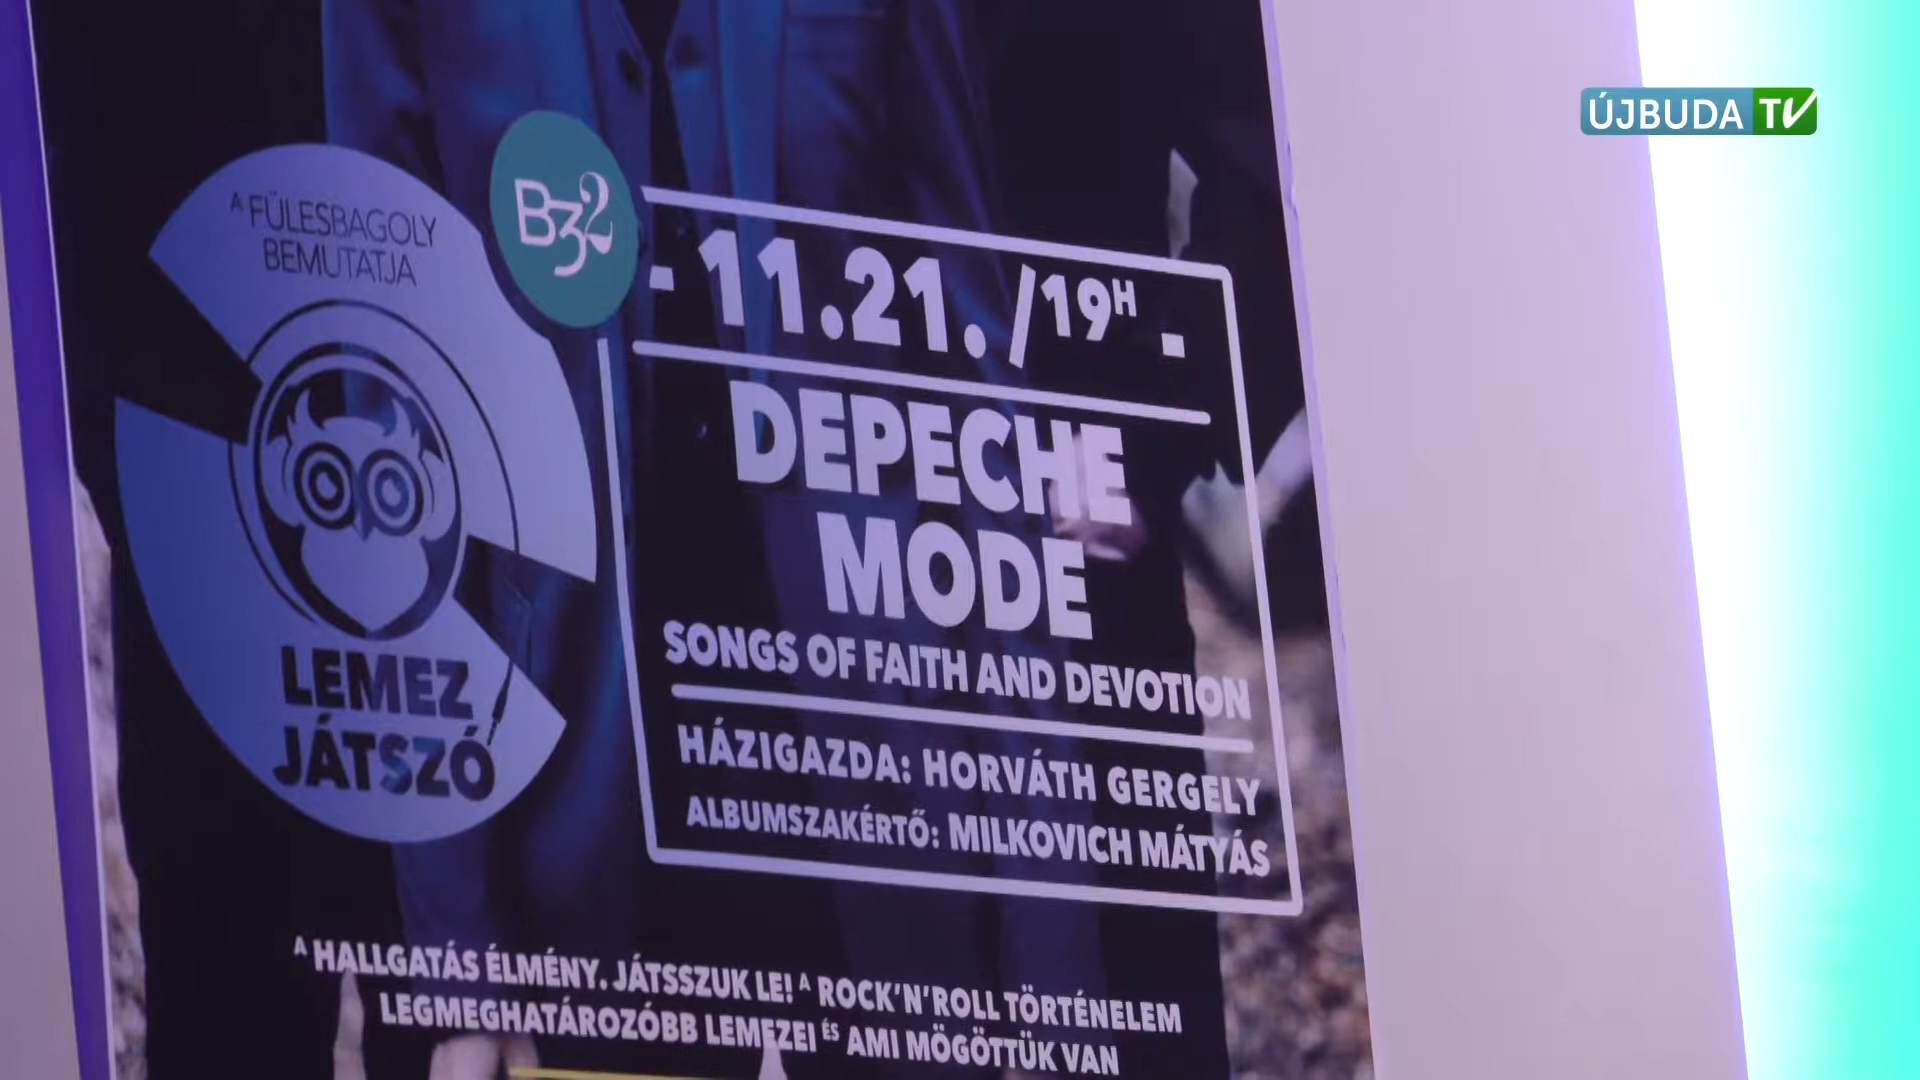 ÚJBUDA TV
A FÜLESBAGOLY
BEMUTATJA
B32
LEMEZ
JÁTSZÓ
- 11.21. /19H -
DEPECHE
MODE
SONGS OF FAITH AND DEVOTION
HÁZIGAZDA: HORVÁTH GERGELY
ALBUMSZAKÉRTŐ: MILKOVICH MÁTYÁS
A HALLGATÁS ÉLMÉNY. JÁTSSZUK LE! A ROCK'N'ROLL TÖRTÉNELEM
LEGMEGHATÁROZÓBB LEMEZEI ÉS AMI MÖGÖTTÜK VAN